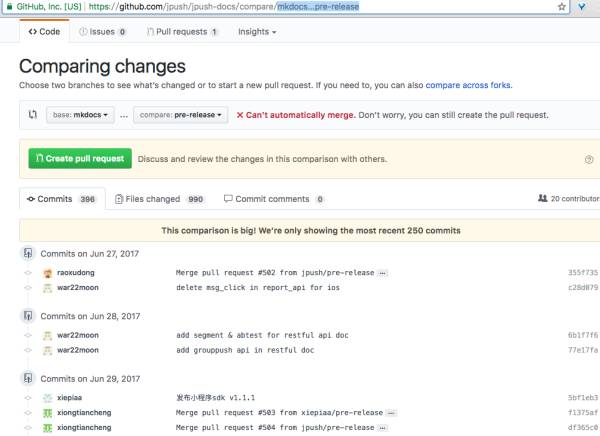 GitHub, Inc. [US] | https://github.com/jpush/jpush-docs/compare/mkdocs...pre-release
Code Issues 0 Pull requests 1 Insights
Comparing changes
Choose two branches to see what's changed or to start a new pull request. If you need to, you can also compare across forks.
base: mkdocs ... compare: pre-release Can't automatically merge. Don't worry, you can still create the pull request.
Create pull request Discuss and review the changes in this comparison with others.
Commits 396 Files changed 990 Commit comments 0 20 contributor
This comparison is big! We're only showing the most recent 250 commits
Commits on Jun 27, 2017
raoxudong Merge pull request #502 from jpush/pre-release ... 355f735
war22moon delete msg_click in report_api for ios c28d079
Commits on Jun 28, 2017
war22moon add segment & abtest for restful api doc 6b1f7f6
war22moon add grouppush api in restful doc 77e17fa
Commits on Jun 29, 2017
xiepiaa 发布小程序sdk v1.1.1 5bf1eb3
xiongtiancheng Merge pull request #503 from xiepiaa/pre-release ... f1375af
xiongtiancheng Merge pull request #504 from jpush/pre-release ... df365c0